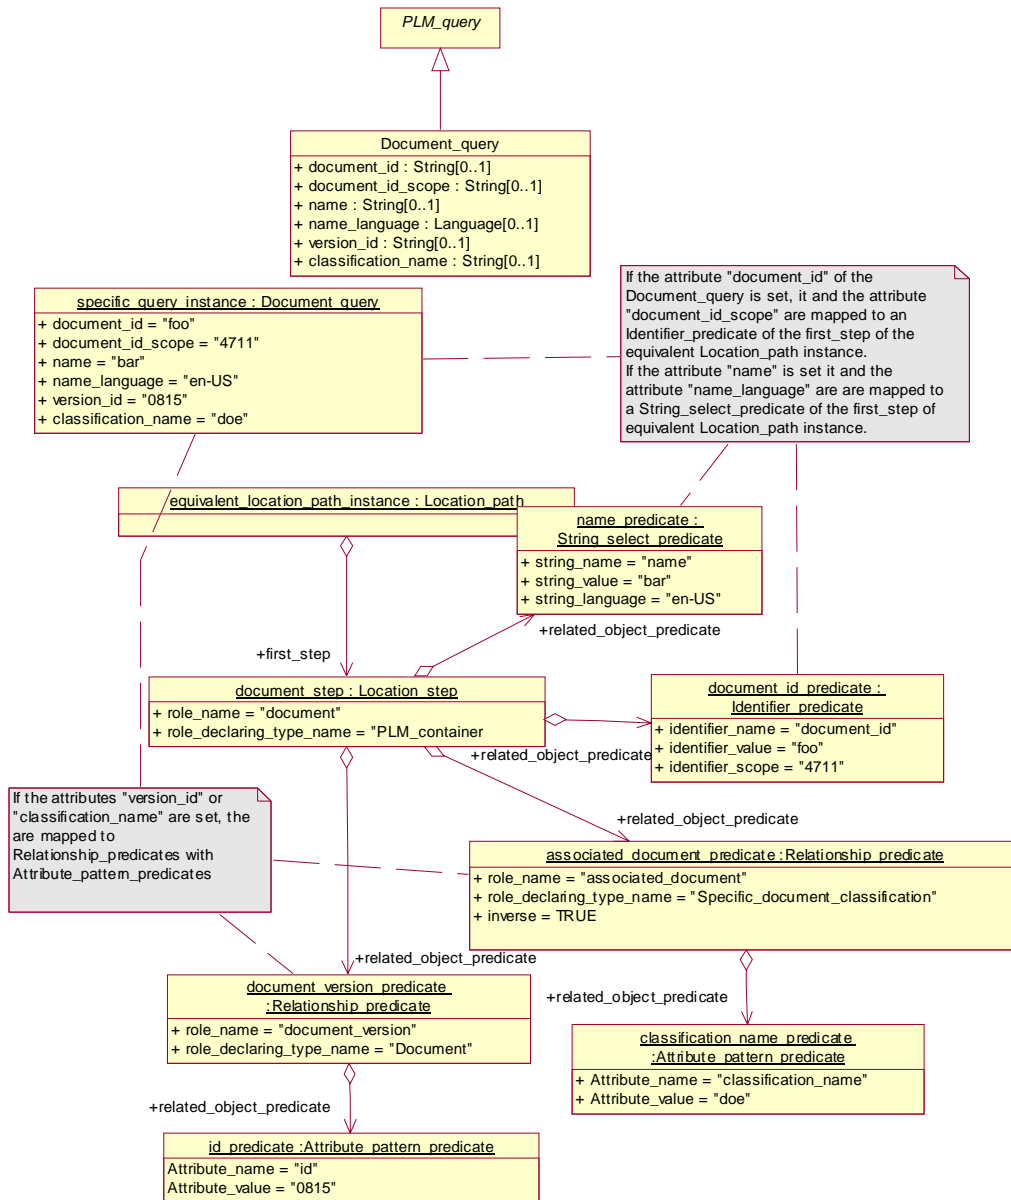 PLM_query
Document_query
+ document_id : String[0..1]
+ document_id_scope : String[0..1]
+ name : String[0..1]
+ name_language : Language[0..1]
+ version_id : String[0..1]
+ classification_name : String[0..1]
If the attribute "document_id" of the
Document_query is set, it and the attribute
"document_id_scope" are mapped to an
Identifier_predicate of the first_step of the
equivalent Location_path instance.
If the attribute "name" is set it and the
attribute "name_language" are are mapped to
a String_select_predicate of the first_step of
equivalent Location_path instance.
specific_query_instance : Document_query
+ document_id = "foo"
+ document_id_scope = "4711"
+ name = "bar"
+ name_language = "en-US"
+ version_id = "0815"
+ classification_name = "doe"
equivalent_location_path_instance : Location_path
name_predicate :
String_select_predicate
+ string_name = "name"
+ string_value = "bar"
+ string_language = "en-US"
+related_object_predicate
+first_step
document_step : Location_step
+ role_name = "document"
+ role_declaring_type_name = "PLM_container
document_id_predicate :
Identifier_predicate
+ identifier_name = "document_id"
+ identifier_value = "foo"
+ identifier_scope = "4711"
+related_object_predicate
If the attributes "version_id" or
"classification_name" are set, the
are mapped to
Relationship_predicates with
Attribute_pattern_predicates
+related_object_predicate
associated_document_predicate :Relationship_predicate
+ role_name = "associated_document"
+ role_declaring_type_name = "Specific_document_classification"
+ inverse = TRUE
+related_object_predicate
document_version_predicate
:Relationship_predicate
+ role_name = "document_version"
+ role_declaring_type_name = "Document"
+related_object_predicate
classification_name_predicate
:Attribute_pattern_predicate
+ Attribute_name = "classification_name"
+ Attribute_value = "doe"
+related_object_predicate
id_predicate :Attribute_pattern_predicate
Attribute_name = "id"
Attribute_value = "0815"